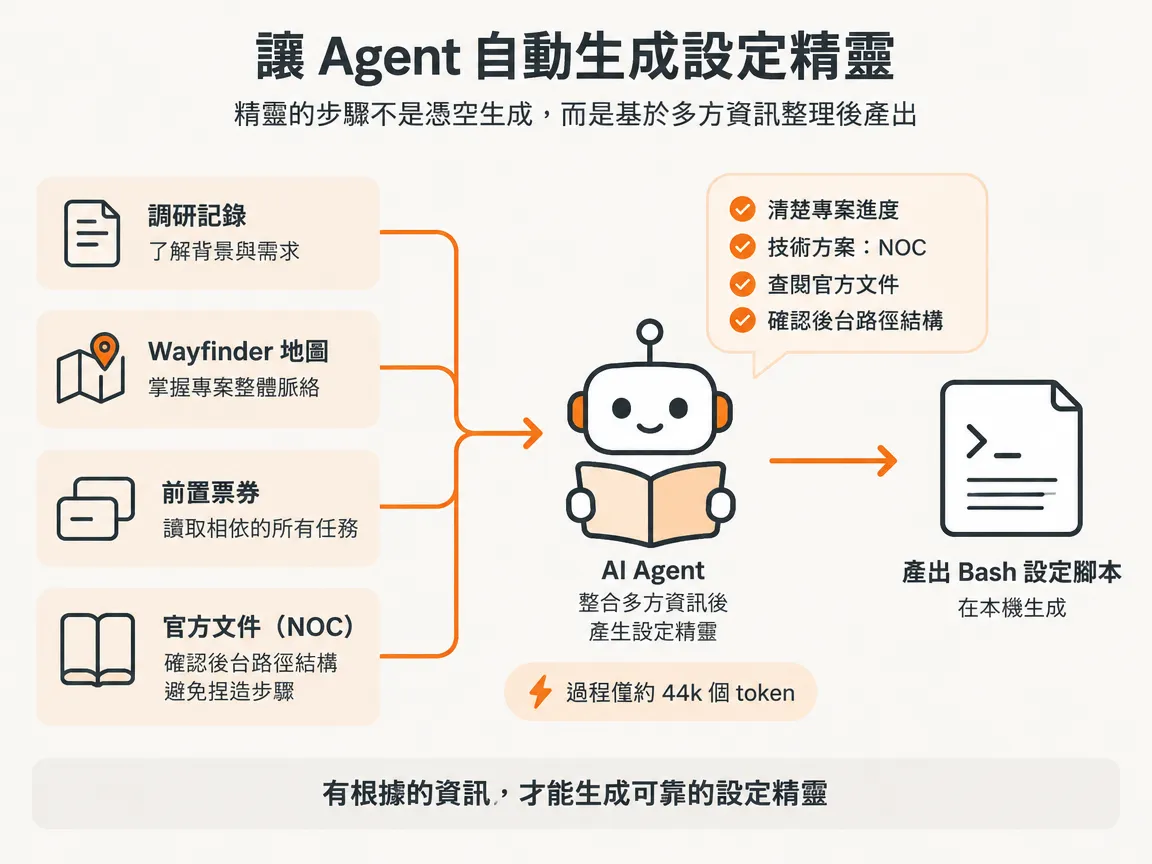 讓 Agent 自動生成設定精靈
精靈的步驟不是憑空生成，而是基於多方資訊整理後產出
調研記錄
了解背景與需求
Wayfinder 地圖
掌握專案整體脈絡
前置票券
讀取相依的所有任務
官方文件（NOC）
確認後台路徑結構
避免捏造步驟
清楚專案進度
技術方案：NOC
查閱官方文件
確認後台路徑結構
AI Agent
整合多方資訊後
產生設定精靈
過程僅約 44k 個 token
產出 Bash 設定腳本
在本機生成
有根據的資訊，才能生成可靠的設定精靈